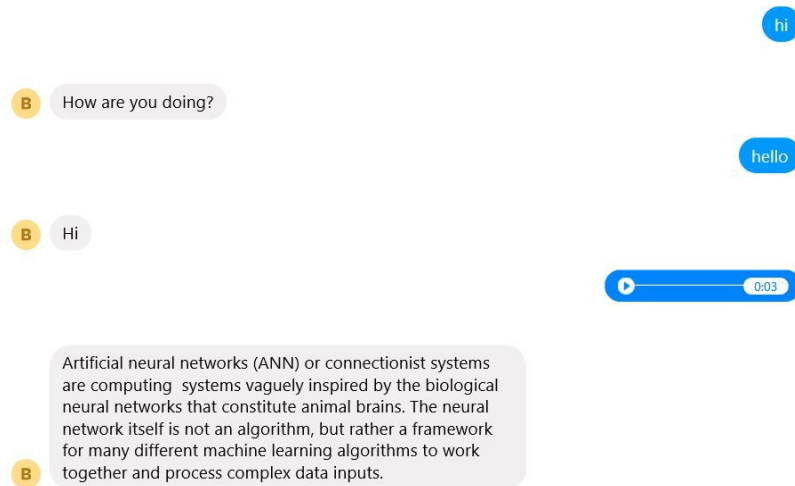 hi
B How are you doing?
hello
B Hi
0:03
Artificial neural networks (ANN) or connectionist systems
are computing  systems vaguely inspired by the biological
neural networks that constitute animal brains. The neural
network itself is not an algorithm, but rather a framework
for many different machine learning algorithms to work
B together and process complex data inputs.